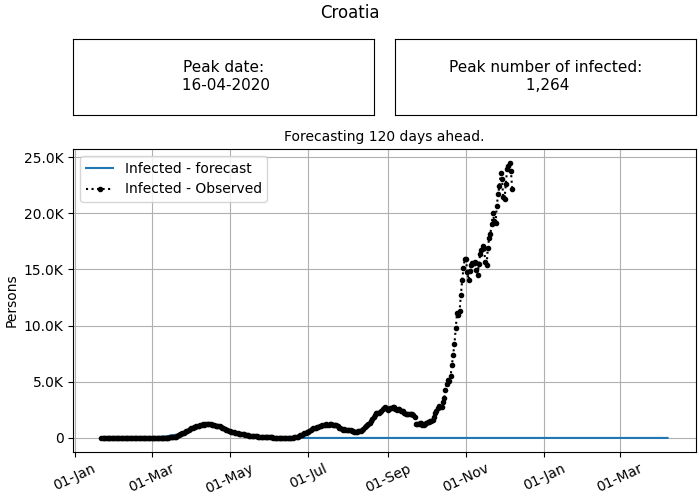 Croatia
Peak date:
16-04-2020
Peak number of infected:
1,264
Forecasting 120 days ahead.
Infected - forecast
Infected - Observed
25.0K
20.0K
15.0K
10.0K
5.0K
0
Persons
01-Jan
01-Mar
01-May
01-Jul
01-Sep
01-Nov
01-Jan
01-Mar